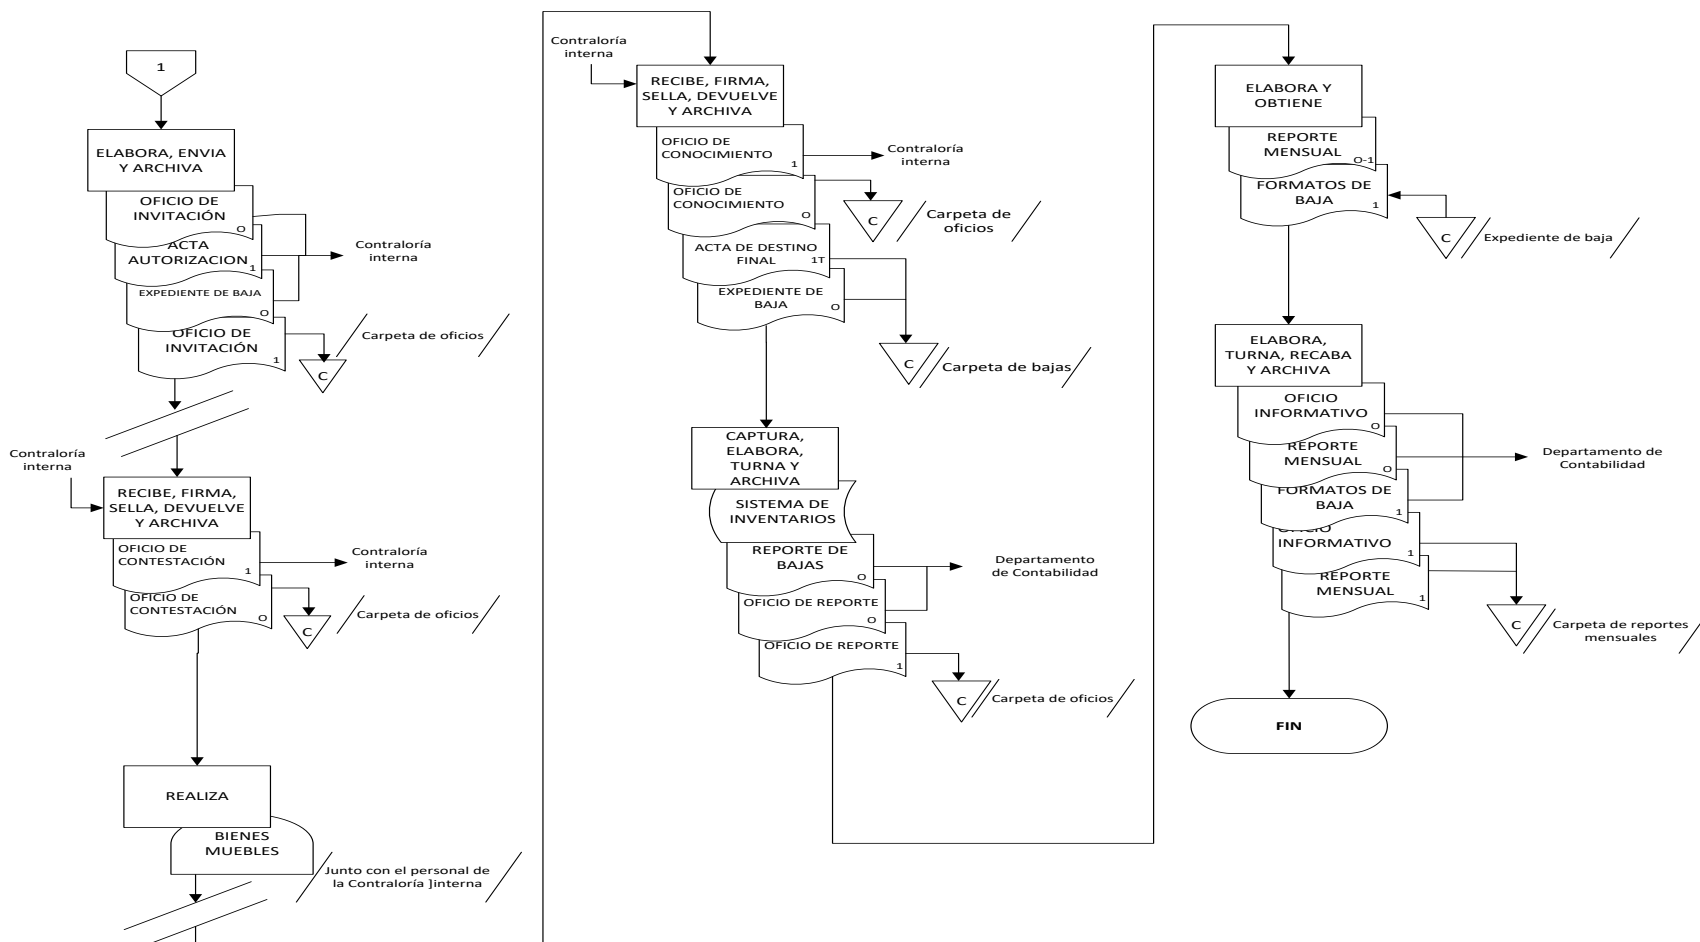 1
ELABORA, ENVIA
Y ARCHIVA
OFICIO DE
INVITACIÓN
O
ACTA
AUTORIZACION
1
EXPEDIENTE DE BAJA
O
OFICIO DE
INVITACIÓN
1
Contraloría
interna
Carpeta de oficios
C
Contraloría
interna
RECIBE, FIRMA,
SELLA, DEVUELVE
Y ARCHIVA
OFICIO DE
CONTESTACIÓN
1
OFICIO DE
CONTESTACIÓN
O
Contraloría
interna
C
Carpeta de oficios
REALIZA
BIENES
MUEBLES
Junto con el personal de
la Contraloría ]interna
Contraloría
interna
RECIBE, FIRMA,
SELLA, DEVUELVE
Y ARCHIVA
OFICIO DE
CONOCIMIENTO
1
OFICIO DE
CONOCIMIENTO
O
ACTA DE DESTINO
FINAL
1T
EXPEDIENTE DE
BAJA
O
Contraloría
interna
C
Carpeta de
oficios
C
Carpeta de bajas
CAPTURA,
ELABORA,
TURNA Y
ARCHIVA
SISTEMA DE
INVENTARIOS
REPORTE DE
BAJAS
O
OFICIO DE REPORTE
O
OFICIO DE REPORTE
1
Departamento
de Contabilidad
C
Carpeta de oficios
ELABORA Y
OBTIENE
REPORTE
MENSUAL
O-1
FORMATOS DE
BAJA
1
C
Expediente de baja
ELABORA,
TURNA, RECABA
Y ARCHIVA
OFICIO
INFORMATIVO
O
REPORTE
MENSUAL
O
FORMATOS DE
BAJA
1
OFICIO
INFORMATIVO
1
REPORTE
MENSUAL
1
Departamento de
Contabilidad
C
Carpeta de reportes
mensuales
FIN